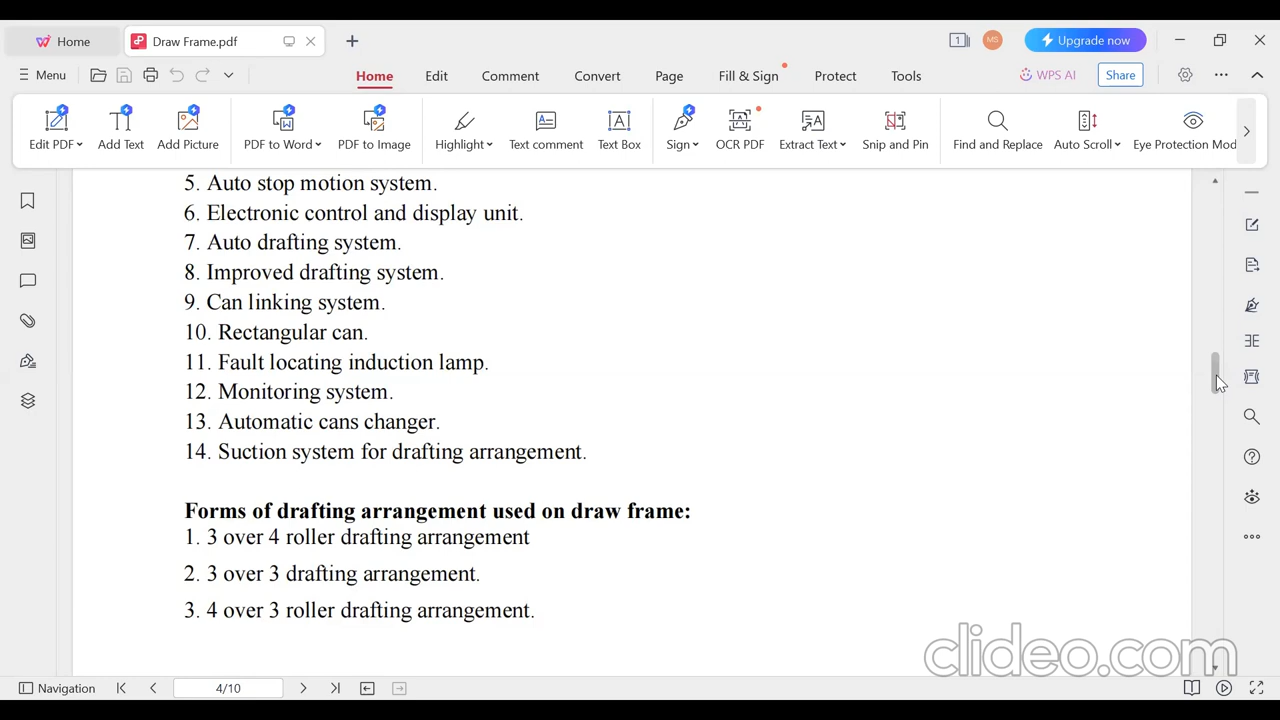 Home
Draw Frame.pdf
1
MS
Upgrade now
Menu
Home
Edit
Comment
Convert
Page
Fill & Sign
Protect
Tools
WPS AI
Share
Edit PDF
Add Text
Add Picture
PDF to Word
PDF to Image
Highlight
Text comment
Text Box
Sign
OCR PDF
Extract Text
Snip and Pin
Find and Replace
Auto Scroll
Eye Protection Mod
5. Auto stop motion system.
6. Electronic control and display unit.
7. Auto drafting system.
8. Improved drafting system.
9. Can linking system.
10. Rectangular can.
11. Fault locating induction lamp.
12. Monitoring system.
13. Automatic cans changer.
14. Suction system for drafting arrangement.
Forms of drafting arrangement used on draw frame:
1. 3 over 4 roller drafting arrangement
2. 3 over 3 drafting arrangement.
3. 4 over 3 roller drafting arrangement.
clideo.com
Navigation
4/10